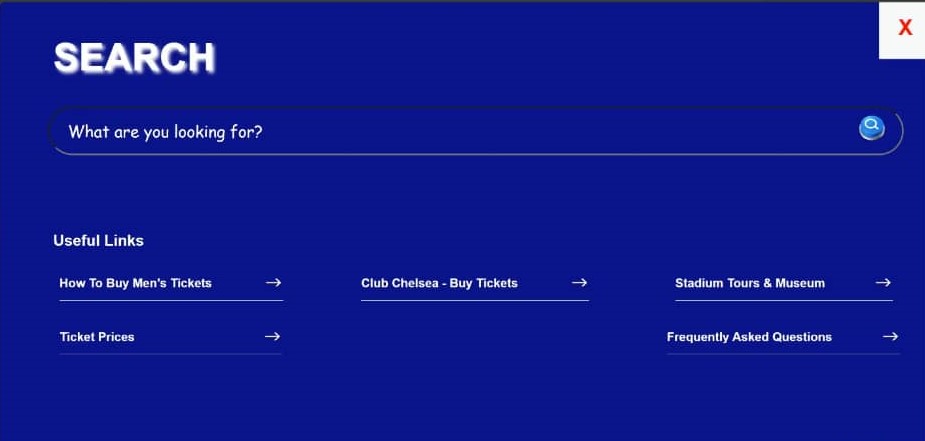 X
SEARCH
What are you looking for?
Useful Links
How To Buy Men's Tickets
Club Chelsea - Buy Tickets
Stadium Tours & Museum
Ticket Prices
Frequently Asked Questions